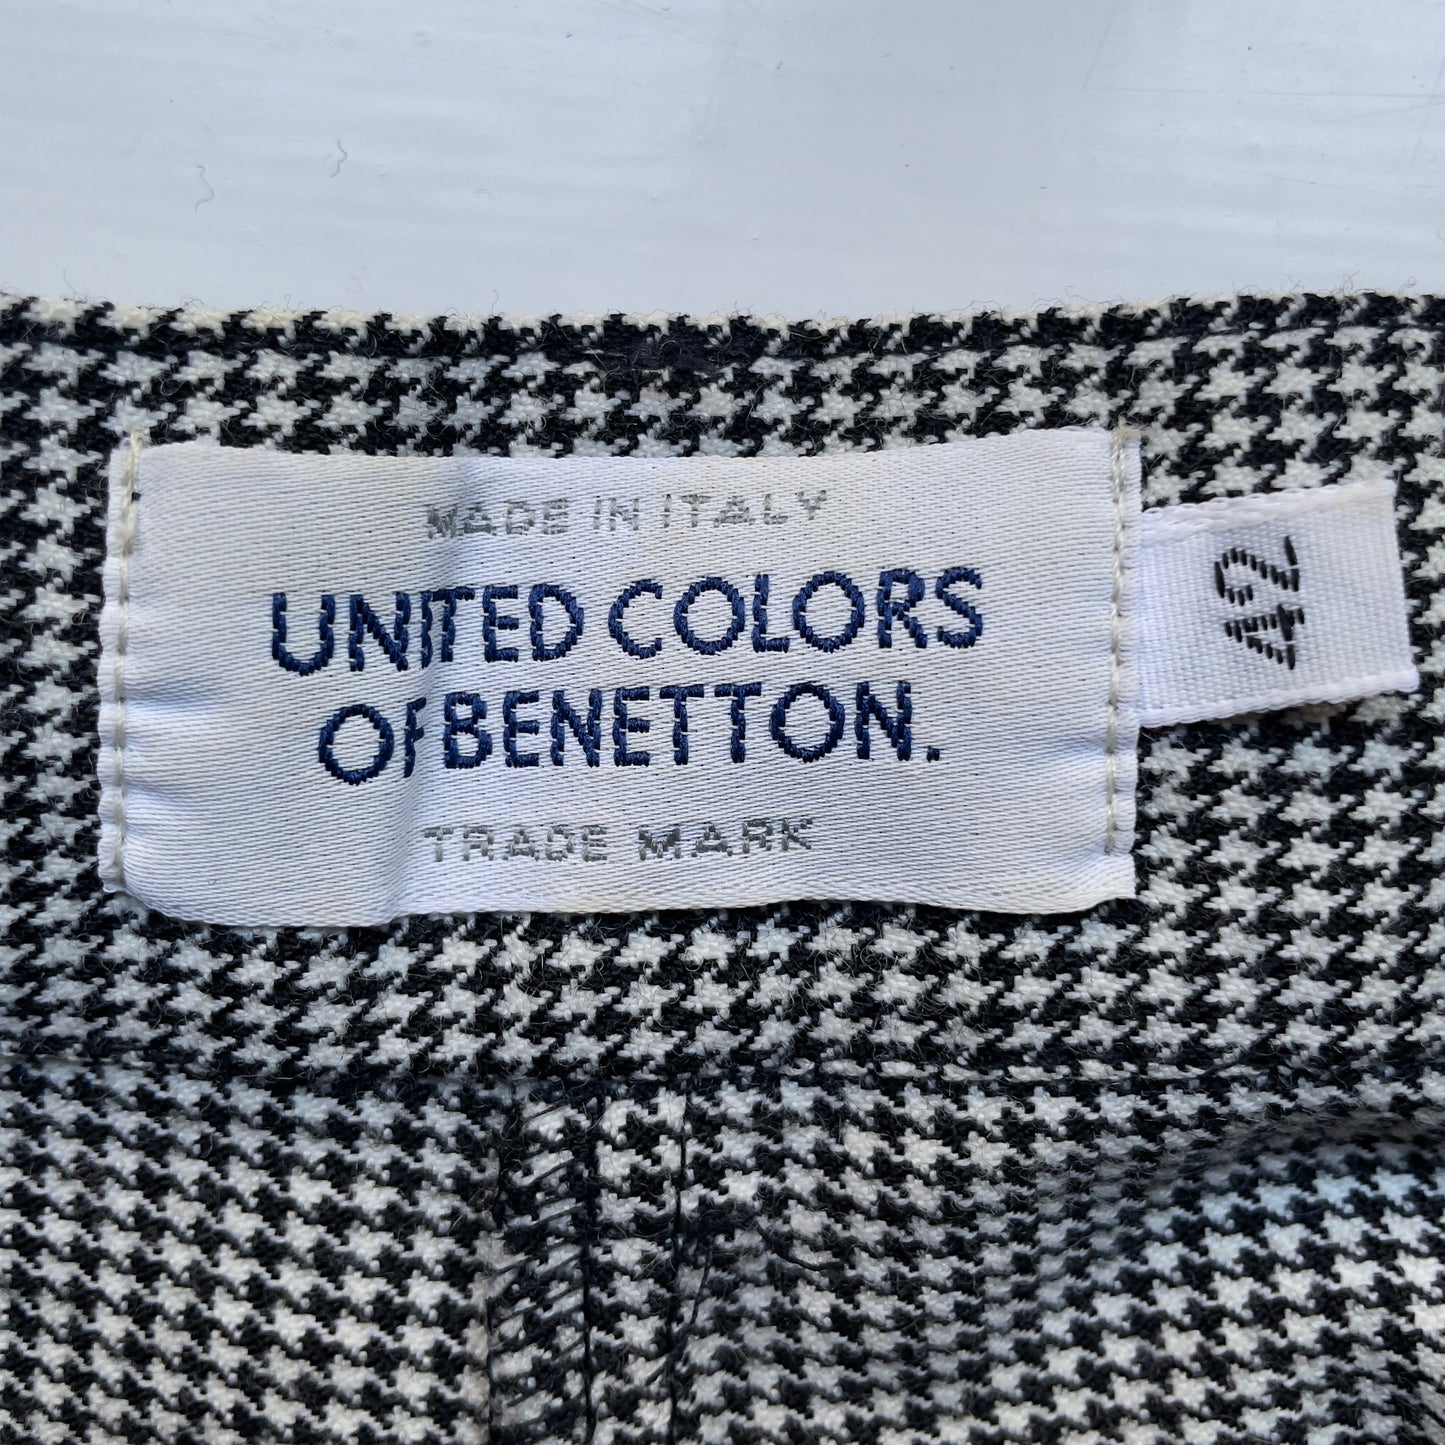 MADE IN ITALY
UNITED COLORS
OF BENETTON.
TRADE MARK
42